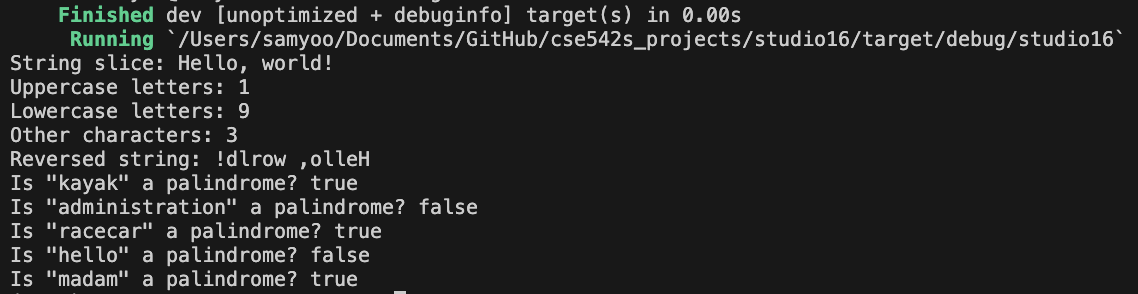 Finished dev [unoptimized + debuginfo] target(s) in 0.00s
Running `/Users/samyoo/Documents/GitHub/cse542s_projects/studio16/target/debug/studio16`
String slice: Hello, world!
Uppercase letters: 1
Lowercase letters: 9
Other characters: 3
Reversed string: !dlrow ,olleH
Is "kayak" a palindrome? true
Is "administration" a palindrome? false
Is "racecar" a palindrome? true
Is "hello" a palindrome? false
Is "madam" a palindrome? true